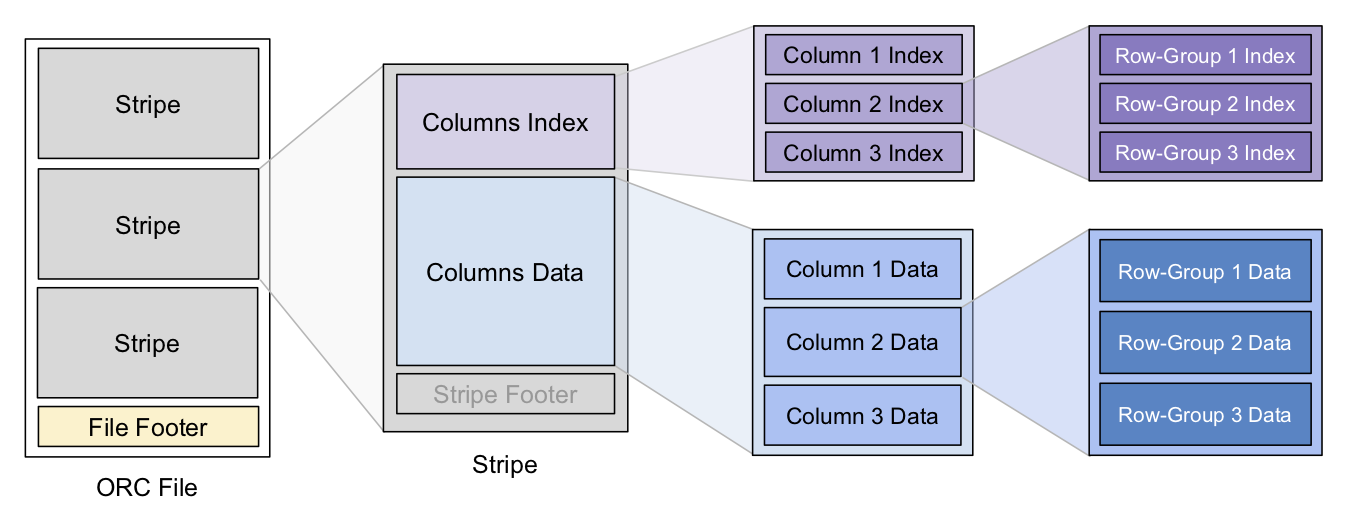 Stripe
Stripe
Stripe
File Footer
ORC File
Columns Index
Columns Data
Stripe Footer
Stripe
Column 1 Index
Column 2 Index
Column 3 Index
Row-Group 1 Index
Row-Group 2 Index
Row-Group 3 Index
Column 1 Data
Column 2 Data
Column 3 Data
Row-Group 1 Data
Row-Group 2 Data
Row-Group 3 Data